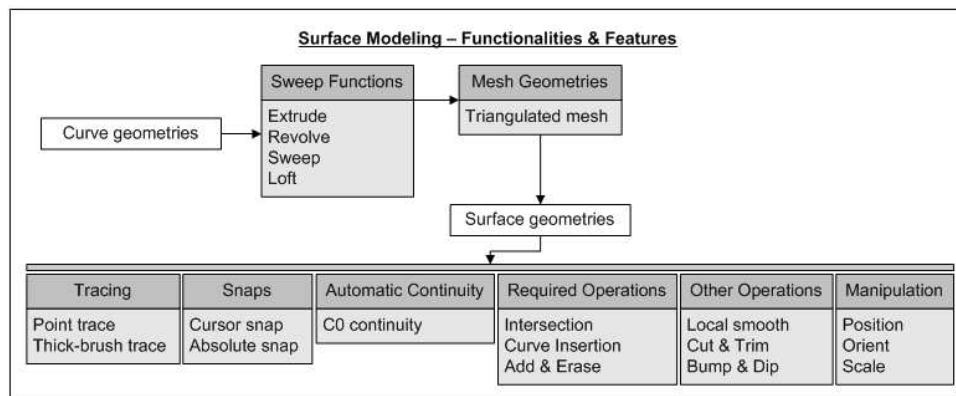 Surface Modeling – Functionalities & Features
Sweep Functions
Extrude
Revolve
Sweep
Loft
Mesh Geometries
Triangulated mesh
Curve geometries
Surface geometries
Tracing
Point trace
Thick-brush trace
Snaps
Cursor snap
Absolute snap
Automatic Continuity
C0 continuity
Required Operations
Intersection
Curve Insertion
Add & Erase
Other Operations
Local smooth
Cut & Trim
Bump & Dip
Manipulation
Position
Orient
Scale